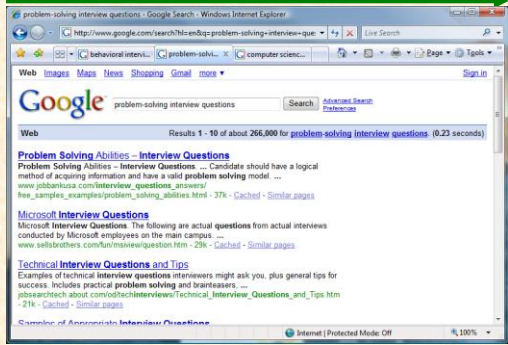 problem-solving interview questions - Google Search - Windows Internet Explorer
http://www.google.com/search?hl=en&q=problem-solving+interview+que: Live Search
behavioral intervi... problem-solv... computer scienc... Page Tools
Web Images Maps News Shopping Gmail more Sign in
Google problem-solving interview questions Search Advanced Search
Preferences
Web Results 1 - 10 of about 266,000 for problem-solving interview questions. (0.23 seconds)
Problem Solving Abilities – Interview Questions
Problem Solving Abilities – Interview Questions. ... Candidate should have a logical
method of acquiring information and have a valid problem solving model. ...
www.jobbankusa.com/interview_questions_answers/
free_samples_examples/problem_solving_abilities.html - 37k - Cached - Similar pages
Microsoft Interview Questions
Microsoft Interview Questions. The following are actual questions from actual interviews
conducted by Microsoft employees on the main campus. ...
www.sellsbrothers.com/fun/msiview/question.htm - 29k - Cached - Similar pages
Technical Interview Questions and Tips
Examples of technical interview questions interviewers might ask you, plus general tips for
success. Includes practical problem solving and brainteasers. ...
jobsearchtech.about.com/od/techinterviews/Technical_Interview_Questions_and_Tips.htm
- 21k - Cached - Similar pages
Samples of Appropriate Interview Questions
Internet | Protected Mode: Off 100%